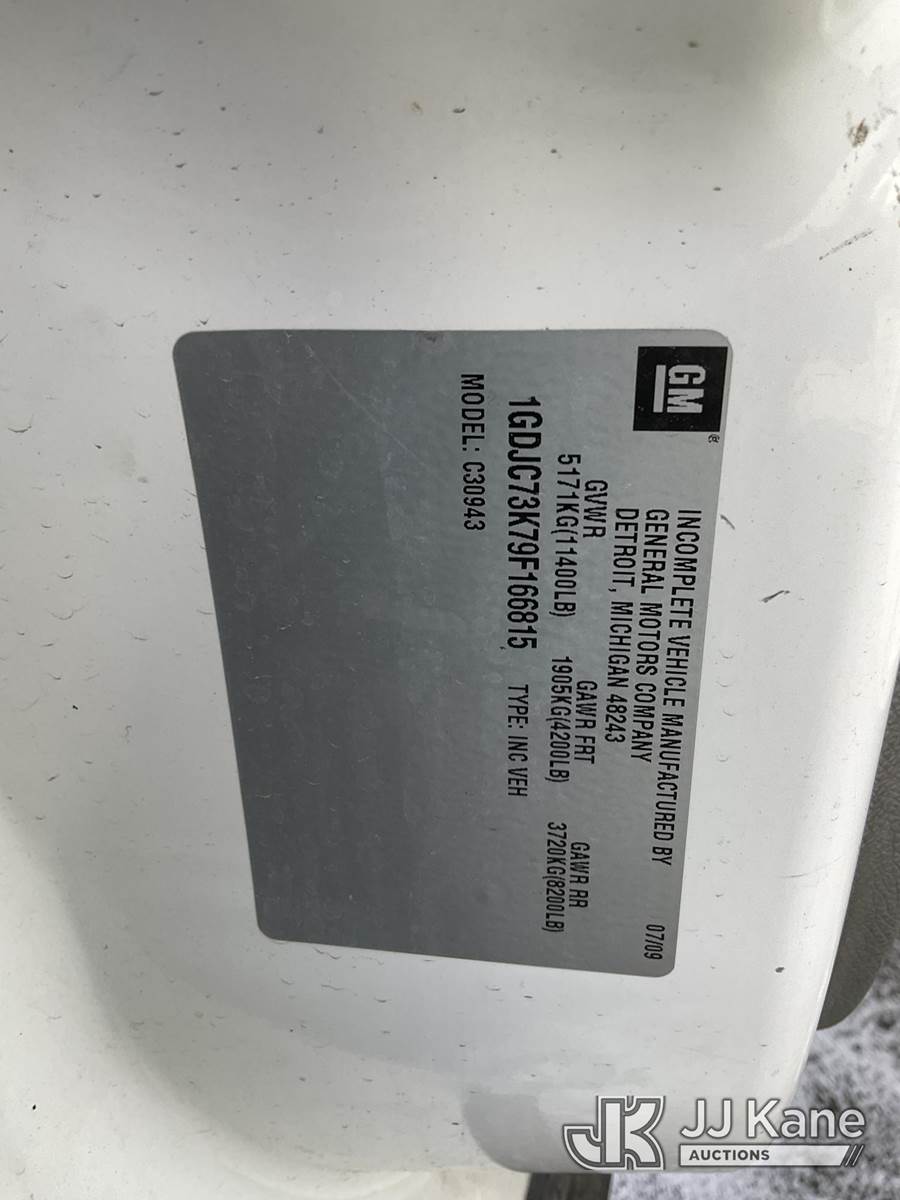 GM
INCOMPLETE VEHICLE MANUFACTURED BY 07/09
GENERAL MOTORS COMPANY
DETROIT, MICHIGAN 48243
GVWR GAWR FRT GAWR RR
5171KG(11400LB) 1905KG(4200LB) 3720KG(8200LB)
1GDJC73K79F166815 TYPE: INC VEH
MODEL: C30943
JK JJ Kane
AUCTIONS